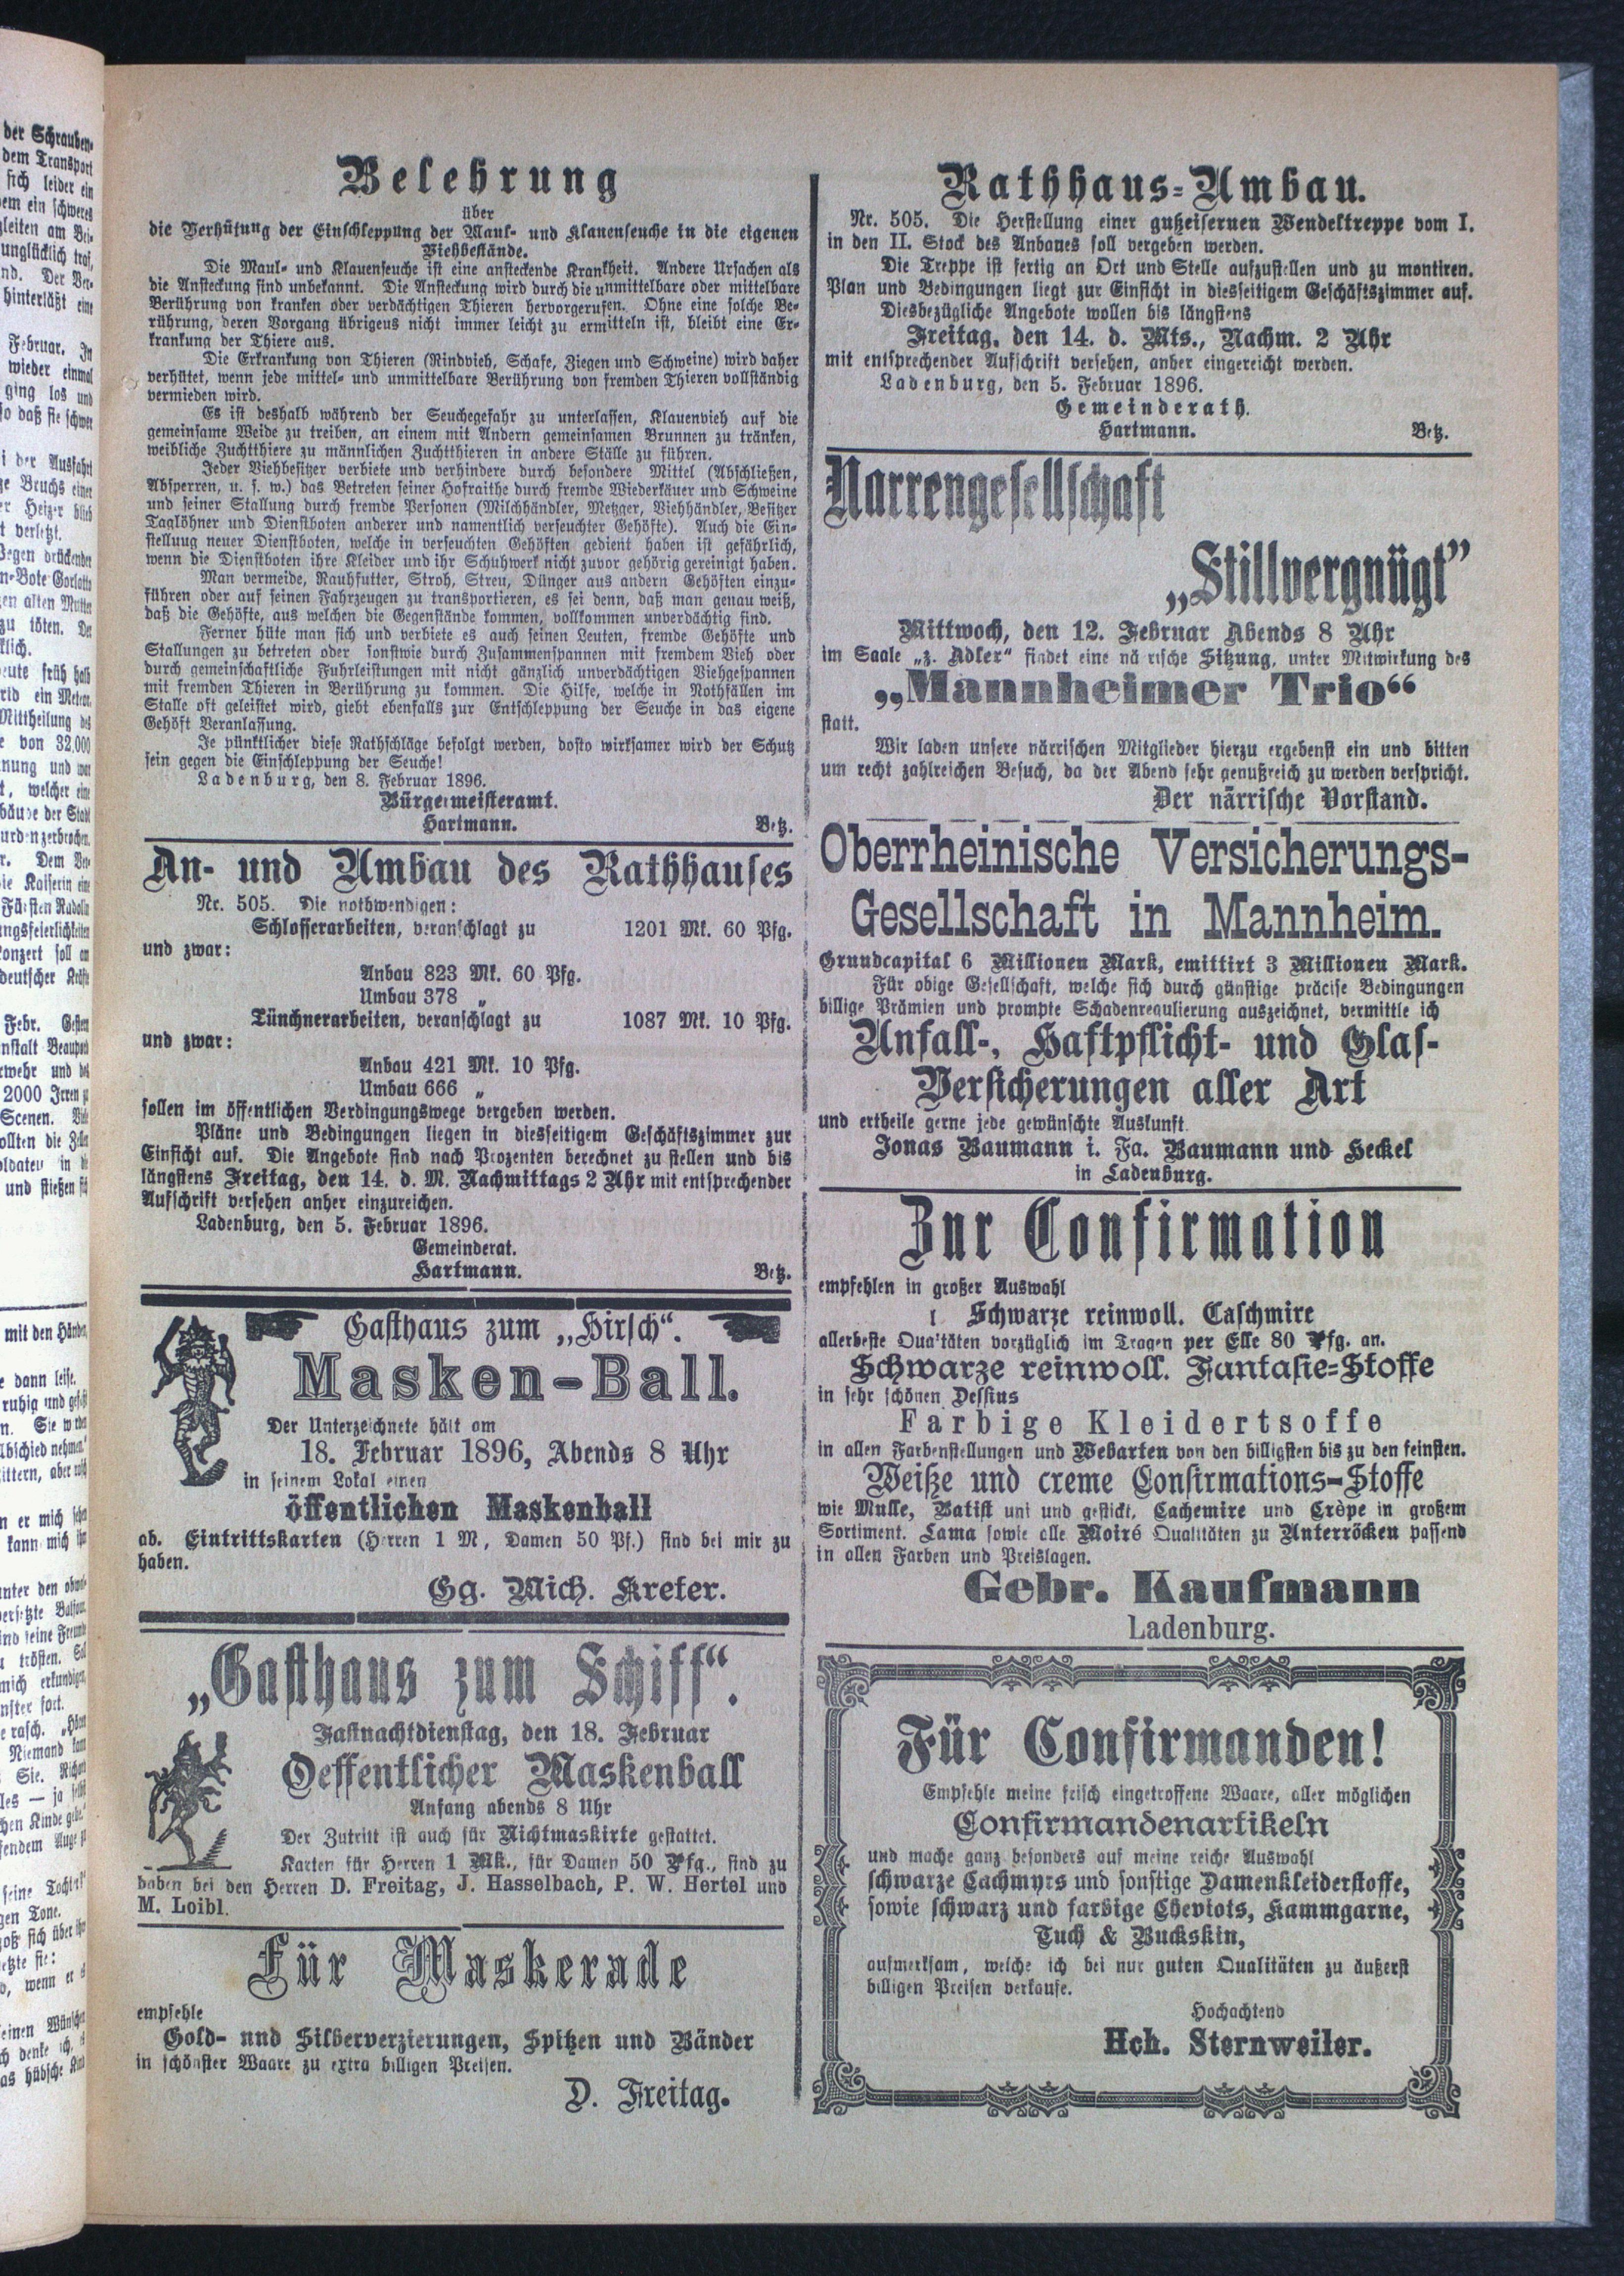 Belehrung
über
die Verhütung der Einschleppung der Maul- und Klauenseuche in die eigenen
Viehbestände.
Die Maul- und Klauenseuche ist eine ansteckende Krankheit. Andere Ursachen als
die Ansteckung sind unbekannt. Die Ansteckung wird durch die unmittelbare oder mittelbare
Berührung von kranken oder verdächtigen Thieren hervorgerufen. Ohne eine solche Be-
rührung, deren Vorgang übrigeus nicht immer leicht zu ermitteln ist, bleibt eine Er-
krankung der Thiere aus.
Die Erkrankung von Thieren (Rindvieh, Schafe, Ziegen und Schweine) wird daher
verhütet, wenn jede mittel- und unmittelbare Berührung von fremden Thieren vollständig
vermieden wird.
Es ist deshalb während der Seuchegefahr zu unterlassen, Klauenvieh auf die
gemeinsame Weide zu treiben, an einem mit Andern gemeinsamen Brunnen zu tränken,
weibliche Zuchtthiere zu männlichen Zuchtthieren in andere Ställe zu führen.
Jeder Viehbesitzer verbiete und verhindere durch besondere Mittel (Abschließen,
Absperren, u. s. w.) das Betreten seiner Hofraithe durch fremde Wiederkäuer und Schweine
und seiner Stallung durch fremde Personen (Milchhändler, Metzger, Viehhändler, Besitzer
Taglöhner und Dienstboten anderer und namentlich verseuchter Gehöfte). Auch die Ein-
stellung neuer Dienstboten, welche in verseuchten Gehöften gedient haben ist gefährlich,
wenn die Dienstboten ihre Kleider und ihr Schuhwerk nicht zuvor gehörig gereinigt haben.
Man vermeide, Rauhfutter, Stroh, Streu, Dünger aus andern Gehöften einzu-
führen oder auf seinen Fahrzeugen zu transportieren, es sei denn, daß man genau weiß,
daß die Gehöfte, aus welchen die Gegenstände kommen, vollkommen unverdächtig sind.
Ferner hüte man sich und verbiete es auch seinen Leuten, fremde Gehöfte und
Stallungen zu betreten oder sonstwie durch Zusammenspannen mit fremdem Vieh oder
durch gemeinschaftliche Fuhrleistungen mit nicht gänzlich unverdächtigen Viehgespannen
mit fremden Thieren in Berührung zu kommen. Die Hilfe, welche in Nothfällen im
Stalle oft geleistet wird, giebt ebenfalls zur Entschleppung der Seuche in das eigene
Gehöft Veranlassung.
Je pünktlicher diese Rathschläge befolgt werden, dosto wirksamer wird der Schutz
sein gegen die Einschleppung der Seuche!
Ladenburg, den 8. Februar 1896.
Bürgermeisteramt.
Hartmann. Betz.
An- und Umbau des Rathhauses
Nr. 505. Die nothwendigen:
Schlosserarbeiten, veranschlagt zu 1201 Mk. 60 Pfg.
und zwar:
Anbau 823 Mk. 60 Pfg.
Umbau 378 „
Tünchnerarbeiten, veranschlagt zu 1087 Mk. 10 Pfg.
und zwar:
Anbau 421 Mk. 10 Pfg.
Umbau 666 „
sollen im öffentlichen Verdingungswege vergeben werden.
Pläne und Bedingungen liegen in diesseitigem Geschäftszimmer zur
Einsicht auf. Die Angebote sind nach Prozenten berechnet zu stellen und bis
längstens Freitag, den 14. d. M. Nachmittags 2 Uhr mit entsprechender
Aufschrift versehen anher einzureichen.
Ladenburg, den 5. Februar 1896.
Gemeinderat.
Hartmann. Betz.
Gasthaus zum „Hirsch“.
Masken-Ball.
Der Unterzeichnete hält am
18. Februar 1896, Abends 8 Uhr
in seinem Lokal einen
öffentlichen Maskenball
ab. Eintrittskarten (Herren 1 M, Damen 50 Pf.) sind bei mir zu
haben.
Gg. Mich. Kreter.
„Gasthaus zum Schiff“.
Fastnachtdienstag, den 18. Februar
Oeffentlicher Maskenball
Anfang abends 8 Uhr
Der Zutritt ist auch für Nichtmaskirte gestattet.
Karten für Herren 1 Mk., für Damen 50 Pfg., sind zu
haben bei den Herren D. Freitag, J. Hasselbach, P. W. Hertel und
M. Loibl.
Für Maskerade
empfehle
Gold- und Silberverzierungen, Spitzen und Bänder
in schönster Waare zu extra billigen Preisen.
D. Freitag.
Rathhaus-Umbau.
Nr. 505. Die Herstellung einer gußeisernen Wendeltreppe vom I.
in den II. Stock des Anbaues soll vergeben werden.
Die Treppe ist fertig an Ort und Stelle aufzustellen und zu montiren.
Plan und Bedingungen liegt zur Einsicht in diesseitigem Geschäftszimmer auf.
Diesbezügliche Angebote wollen bis längstens
Freitag, den 14. d. Mts., Nachm. 2 Uhr
mit entsprechender Aufschrift versehen, anher eingereicht werden.
Ladenburg, den 5. Februar 1896.
Gemeinderath.
Hartmann. Betz.
Narrengesellschaft
„Stillvergnügt”
Mittwoch, den 12. Februar Abends 8 Uhr
im Saale „z. Adler“ findet eine närrische Sitzung, unter Mitwirkung des
„Mannheimer Trio“
statt.
Wir laden unsere närrischen Mitglieder hierzu ergebenst ein und bitten
um recht zahlreichen Besuch, da der Abend sehr genußreich zu werden verspricht.
Der närrische Vorstand.
Oberrheinische Versicherungs-
Gesellschaft in Mannheim.
Grundcapital 6 Millionen Mark, emittirt 3 Millionen Mark.
Für obige Gesellschaft, welche sich durch günstige präcise Bedingungen
billige Prämien und prompte Schadenregulierung auszeichnet, vermittle ich
Unfall-, Haftpflicht- und Glas-
Versicherungen aller Art
und ertheile gerne jede gewünschte Auskunft.
Jonas Baumann i. Fa. Baumann und Heckel
in Ladenburg.
Zur Confirmation
empfehlen in großer Auswahl
Schwarze reinwoll. Caschmire
allerbeste Qualitäten vorzüglich im Tragen per Elle 80 Pfg. an.
Schwarze reinwoll. Fantasie-Stoffe
in sehr schönen Dessins
Farbige Kleidertsoffe
in allen Farbenstellungen und Webarten von den billigsten bis zu den feinsten.
Weiße und creme Confirmations-Stoffe
wie Mulle, Batist uni und gestickt, Cachemire und Crèpe in großem
Sortiment. Lama sowie alle Moiré Qualitäten zu Unterröcken passend
in allen Farben und Preislagen.
Gebr. Kaufmann
Ladenburg.
Für Confirmanden!
Empfehle meine frisch eingetroffene Waare, aller möglichen
Confirmandenartikeln
und mache ganz besonders auf meine reiche Auswahl
schwarze Cachmyrs und sonstige Damenkleiderstoffe,
sowie schwarz und farbige Cheviots, Kammgarne,
Tuch & Buckskin,
aufmerksam, welche ich bei nur guten Qualitäten zu äußerst
billigen Preisen verkaufe.
Hochachtend
Hch. Sternweiler.